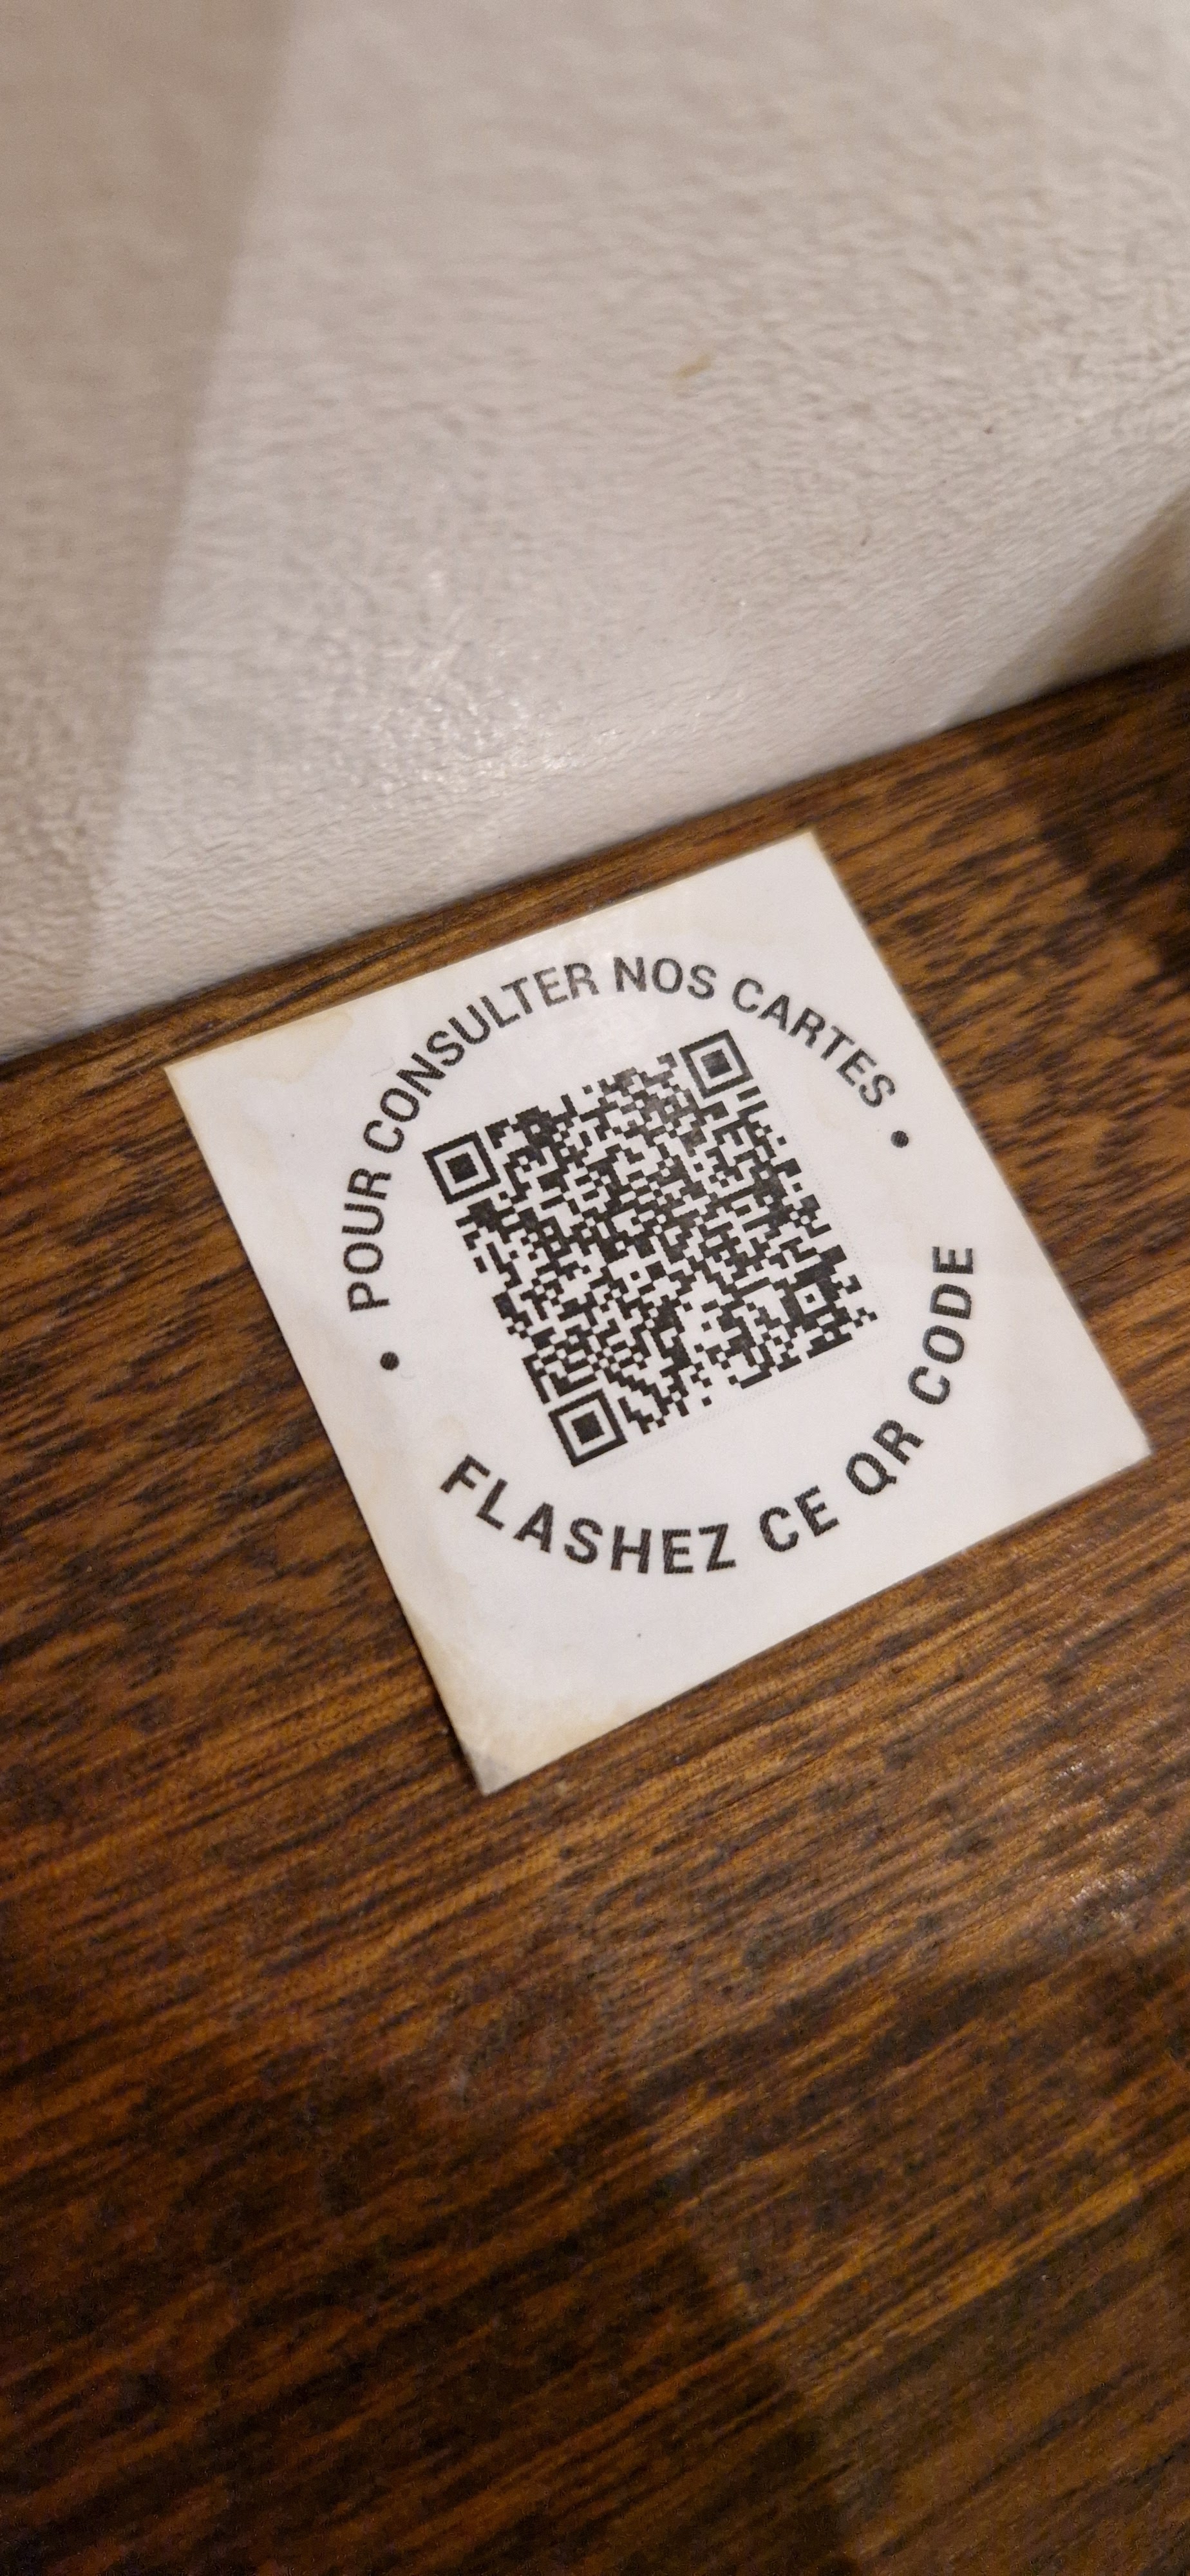 • POUR CONSULTER NOS CARTES •
FLASHEZ CE QR CODE